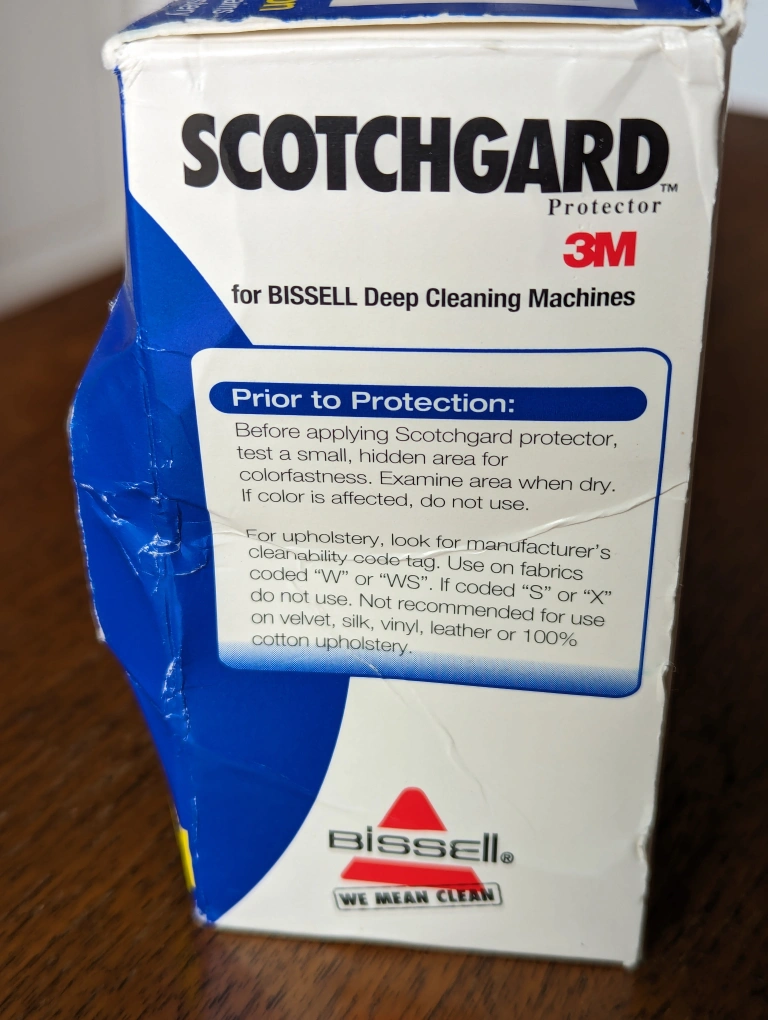 SCOTCHGARD™
Protector
3M
for BISSELL Deep Cleaning Machines
Prior to Protection:
Before applying Scotchgard protector,
test a small, hidden area for
colorfastness. Examine area when dry.
If color is affected, do not use.
For upholstery, look for manufacturer's
cleanability code tag. Use on fabrics
coded “W” or “WS”. If coded “S” or “X”
do not use. Not recommended for use
on velvet, silk, vinyl, leather or 100%
cotton upholstery.
BISSELL®
WE MEAN CLEAN